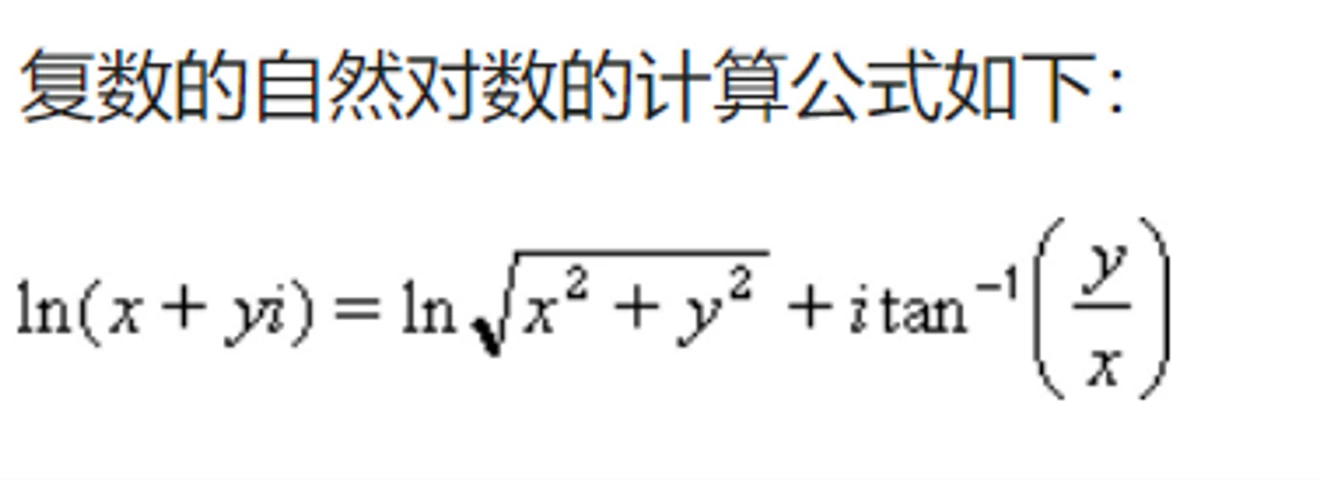 复数的自然对数的计算公式如下：
ln(x + yi) = ln√(x² + y²) + i tan⁻¹(y/x)